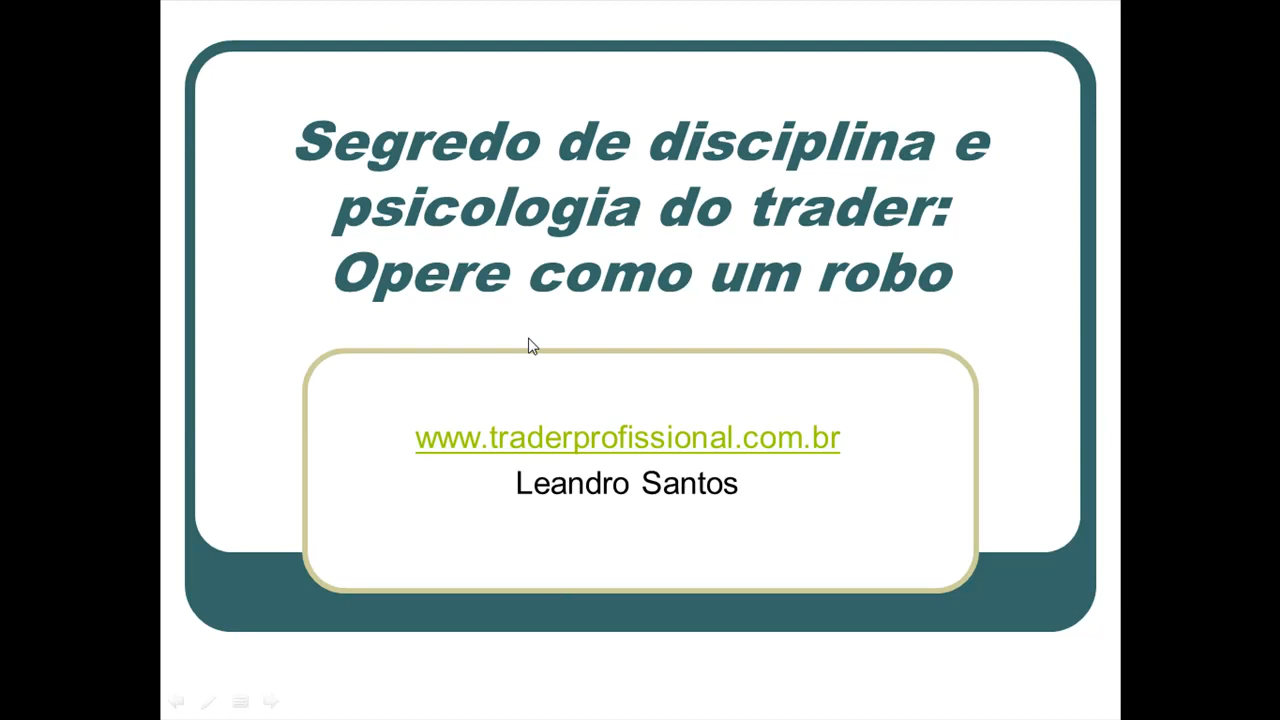 Segredo de disciplina e
psicologia do trader:
Opere como um robo
www.traderprofissional.com.br
Leandro Santos